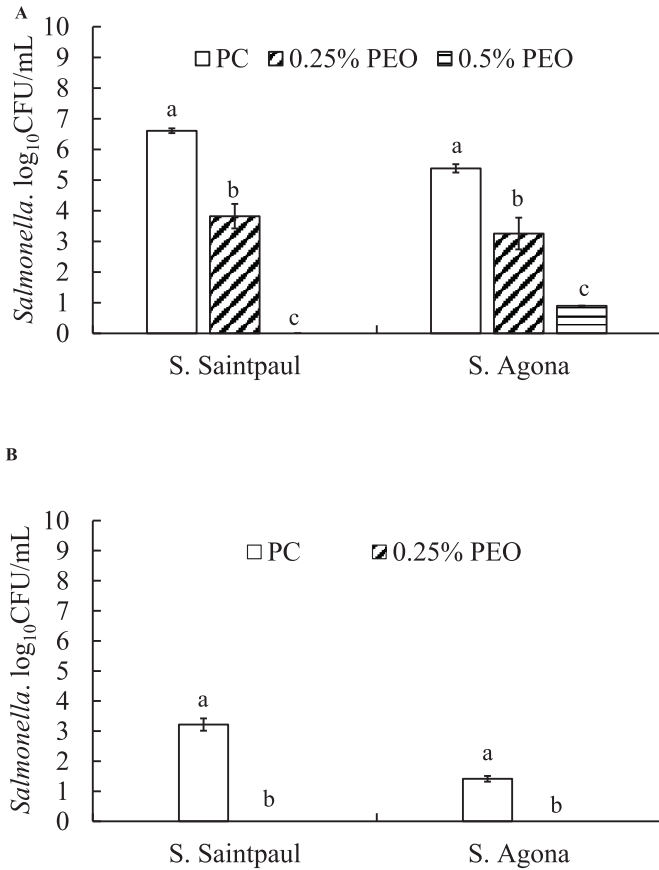 A
Salmonella. log10CFU/mL
10
9
8
7
6
5
4
3
2
1
0
PC 0.25% PEO 0.5% PEO
a
b
c
a
b
c
S. Saintpaul S. Agona
B
Salmonella. log10CFU/mL
10
9
8
7
6
5
4
3
2
1
0
PC 0.25% PEO
a
b
a
b
S. Saintpaul S. Agona